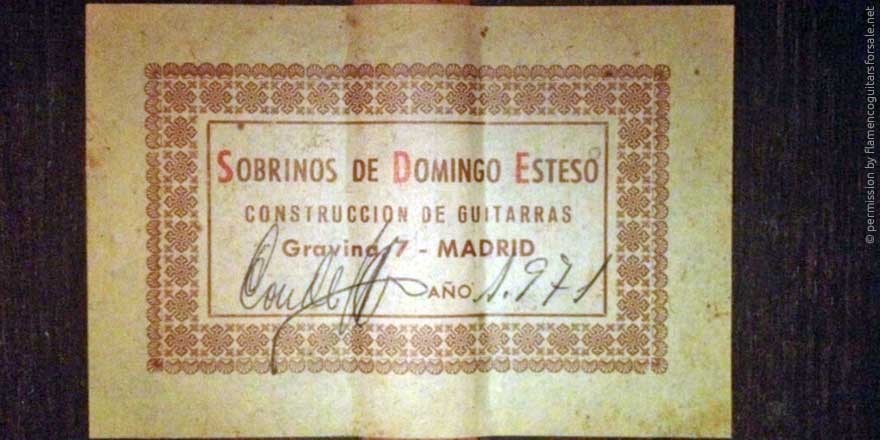 SOBRINOS DE DOMINGO ESTESO
CONSTRUCCION DE GUITARRAS
Gravina 7 - MADRID
AÑO 1.971
© permission by flamencoguitarsforsale.net